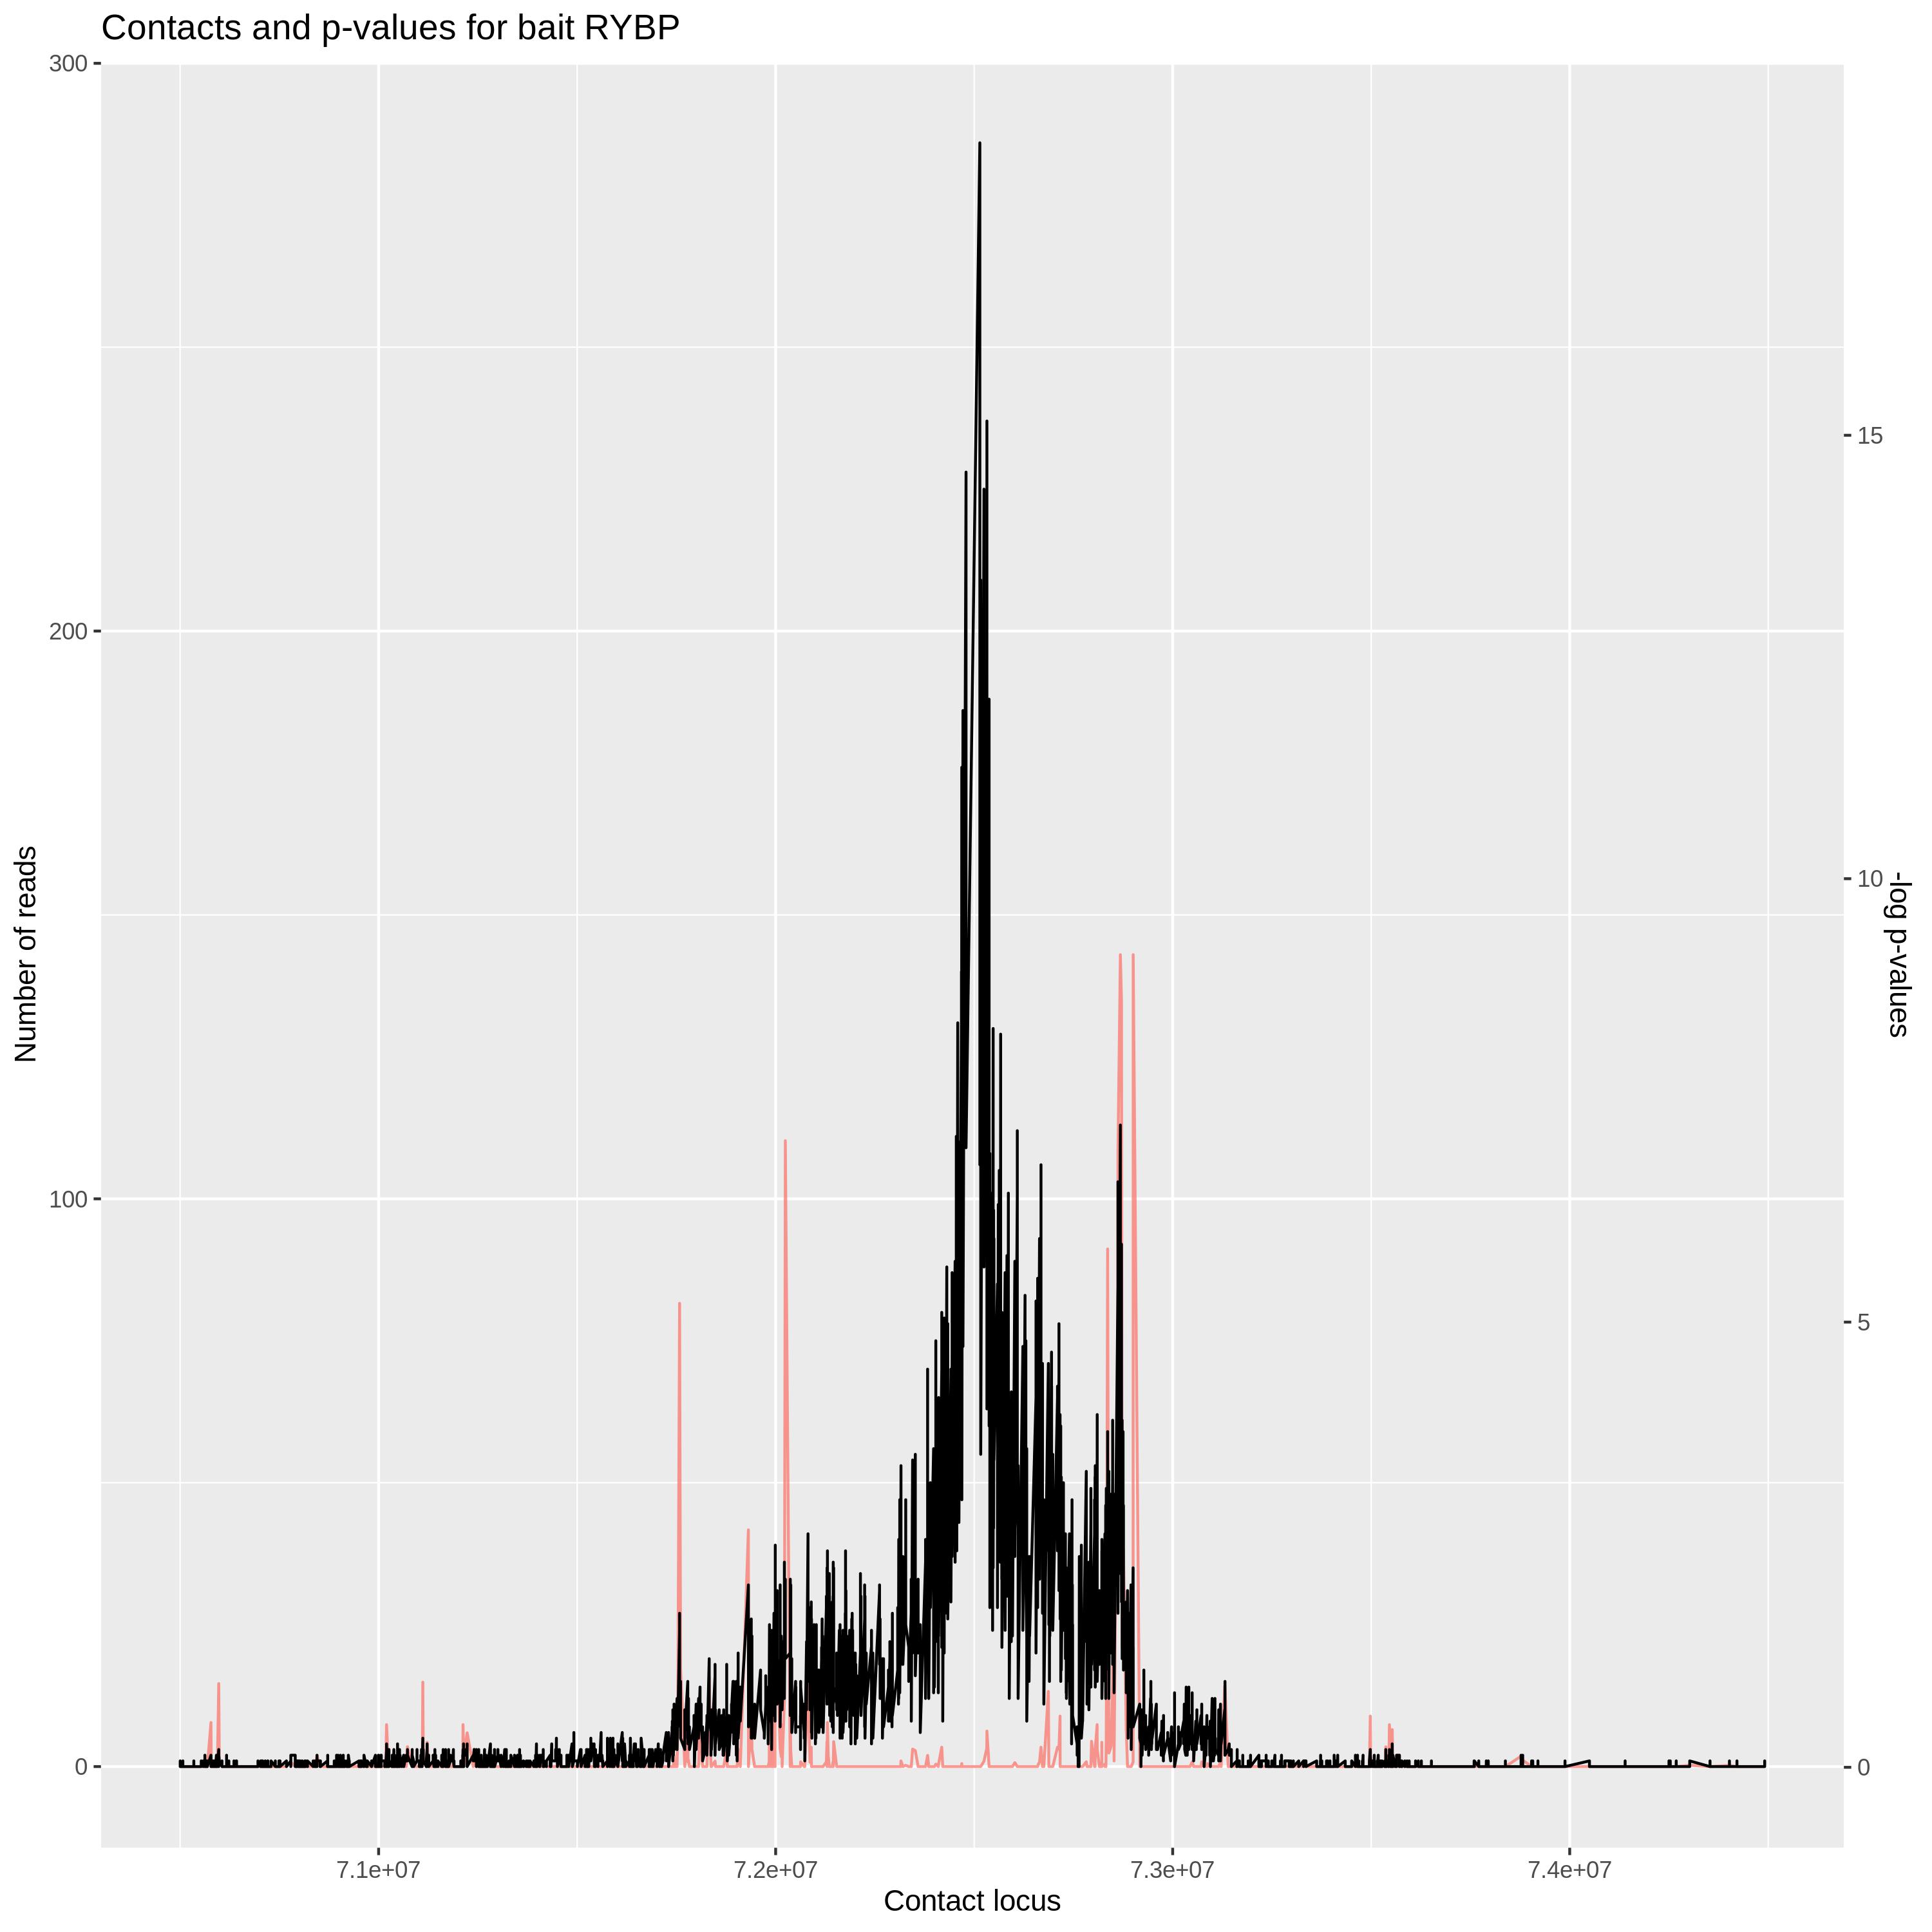 Contacts and p-values for bait RYBP
300
200
100
0
Number of reads
15
10
5
0
-log p-values
7.1e+07 7.2e+07 7.3e+07 7.4e+07
Contact locus